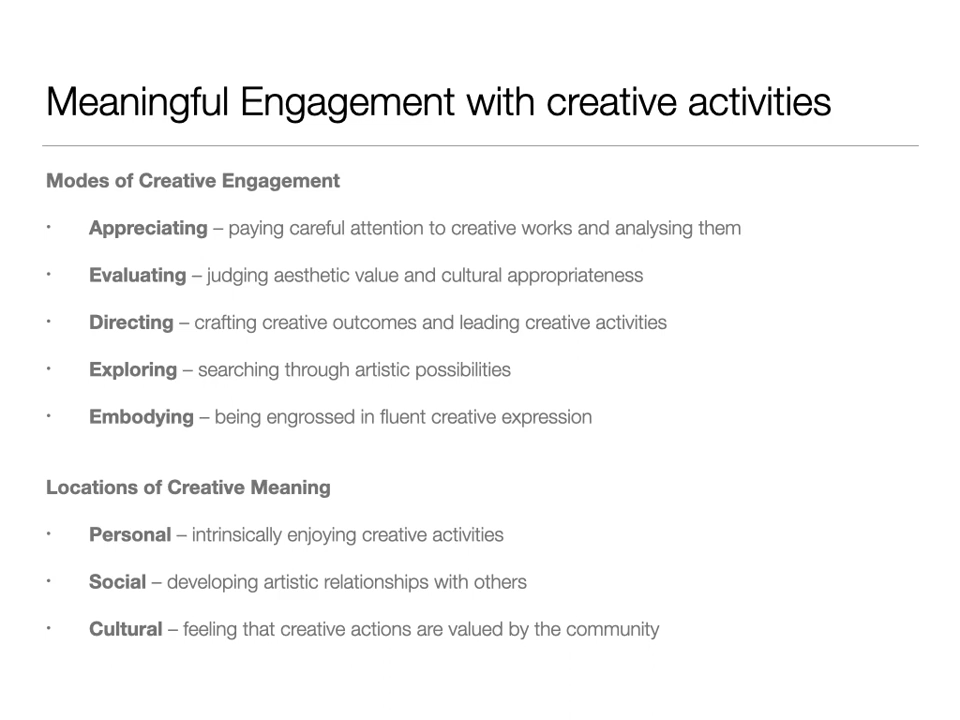 Meaningful Engagement with creative activities
Modes of Creative Engagement
• Appreciating – paying careful attention to creative works and analysing them
• Evaluating – judging aesthetic value and cultural appropriateness
• Directing – crafting creative outcomes and leading creative activities
• Exploring – searching through artistic possibilities
• Embodying – being engrossed in fluent creative expression
Locations of Creative Meaning
• Personal – intrinsically enjoying creative activities
• Social – developing artistic relationships with others
• Cultural – feeling that creative actions are valued by the community